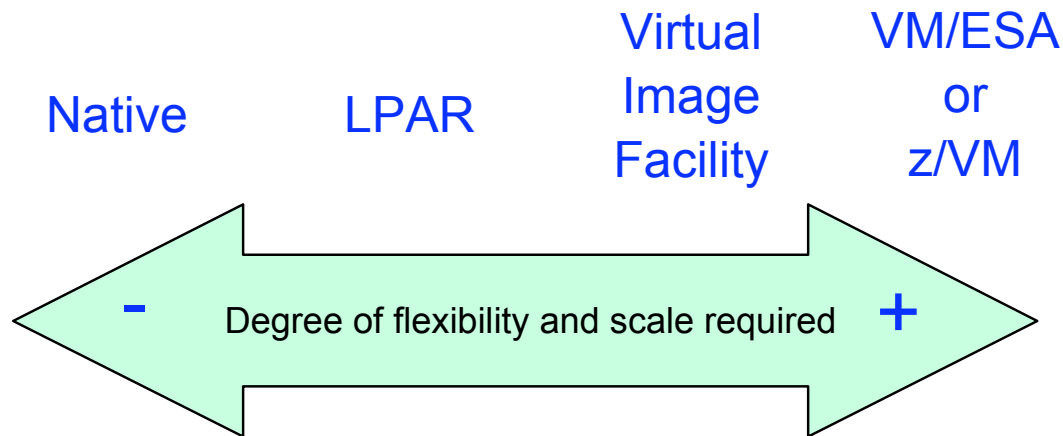 Native
LPAR
Virtual
Image
Facility
VM/ESA
or
z/VM
- Degree of flexibility and scale required +